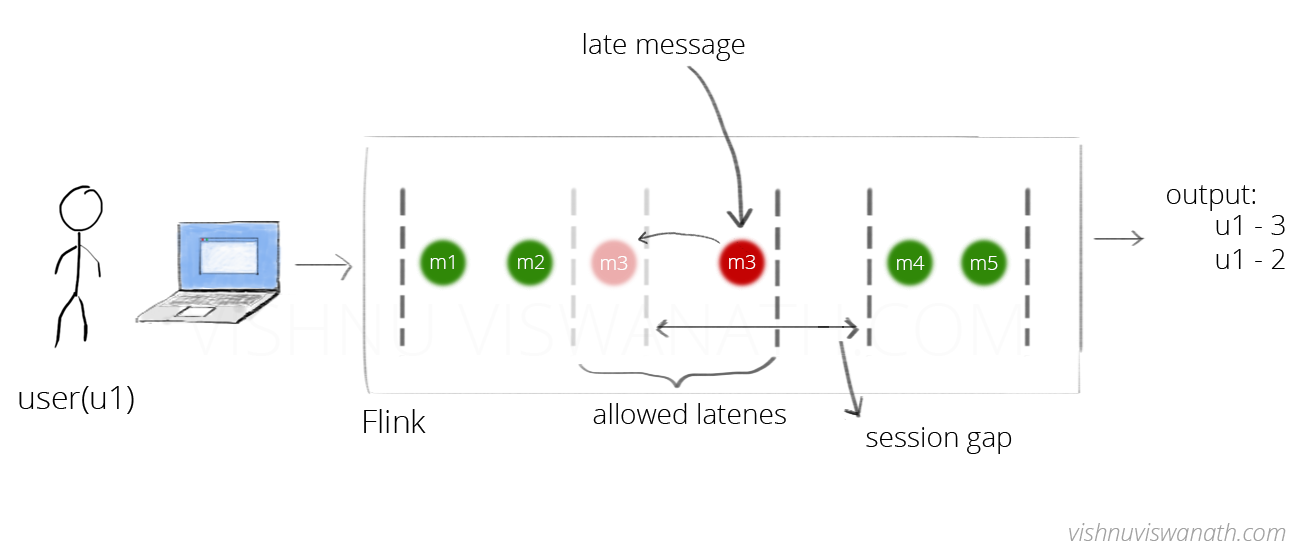 late message
output:
u1 - 3
u1 - 2
m1
m2
m3
m3
m4
m5
VISHNU VISWANATH.COM
user(u1)
Flink
allowed latenes
session gap
vishnuviswanath.com